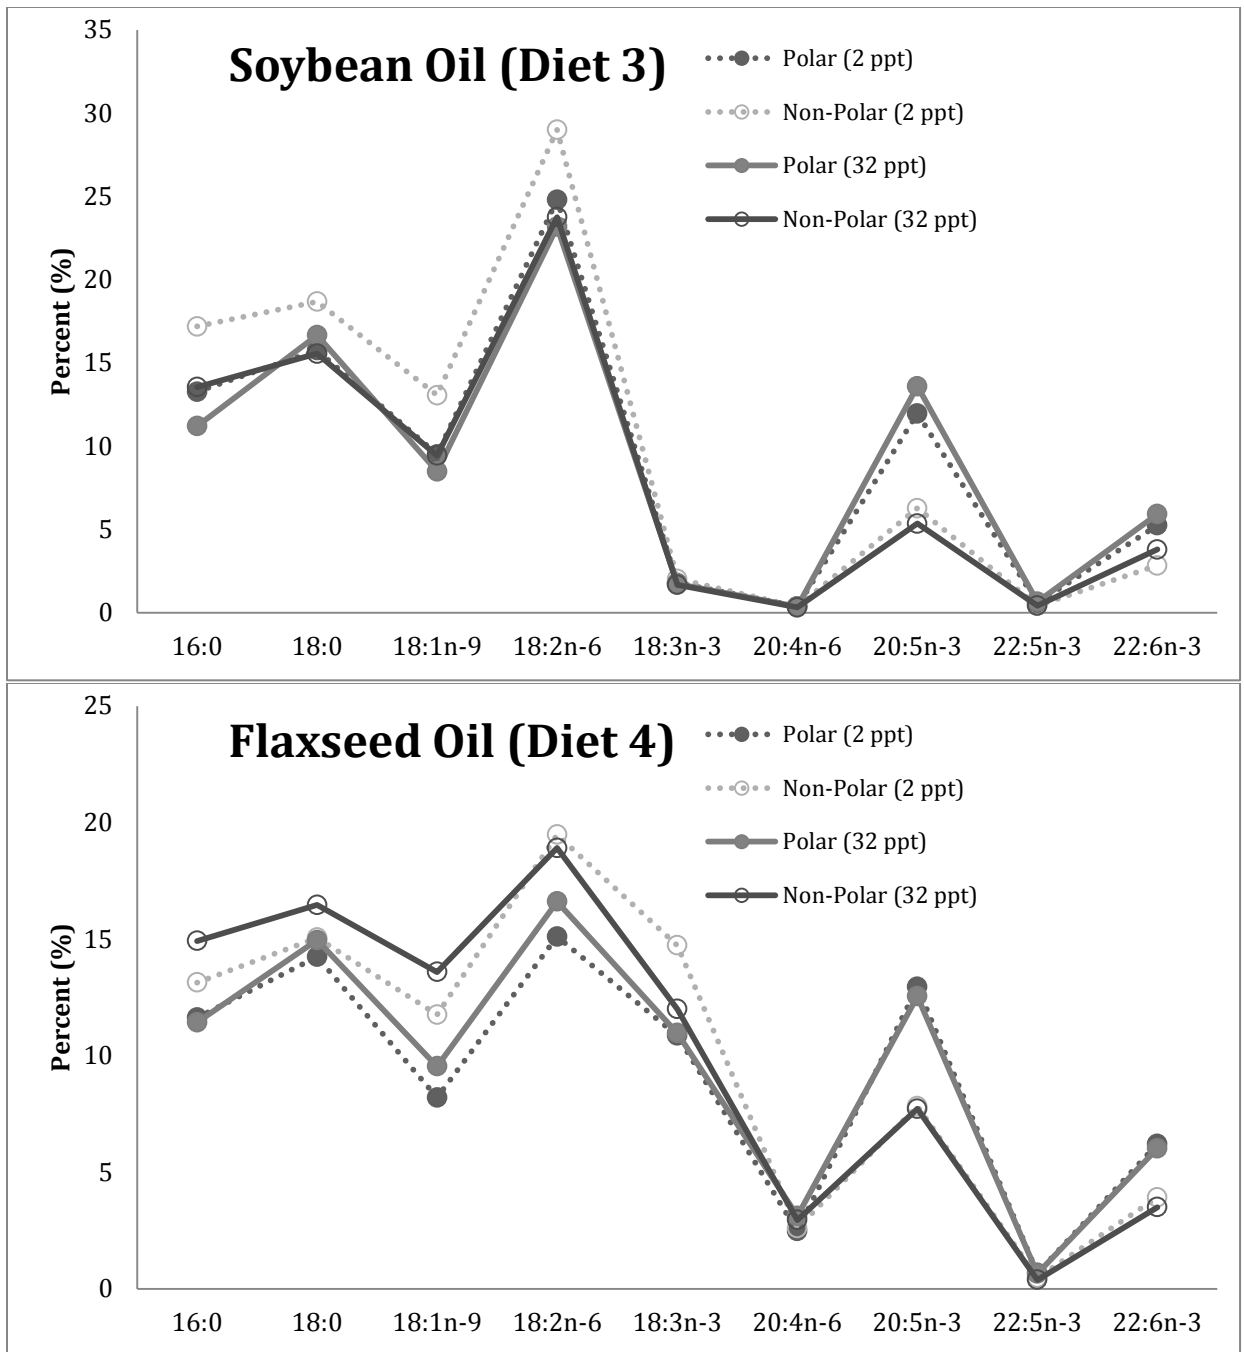 Soybean Oil (Diet 3)
Polar (2 ppt)
Non-Polar (2 ppt)
Polar (32 ppt)
Non-Polar (32 ppt)
Percent (%)
35
30
25
20
15
10
5
0
16:0 18:0 18:1n-9 18:2n-6 18:3n-3 20:4n-6 20:5n-3 22:5n-3 22:6n-3
Flaxseed Oil (Diet 4)
Polar (2 ppt)
Non-Polar (2 ppt)
Polar (32 ppt)
Non-Polar (32 ppt)
Percent (%)
25
20
15
10
5
0
16:0 18:0 18:1n-9 18:2n-6 18:3n-3 20:4n-6 20:5n-3 22:5n-3 22:6n-3